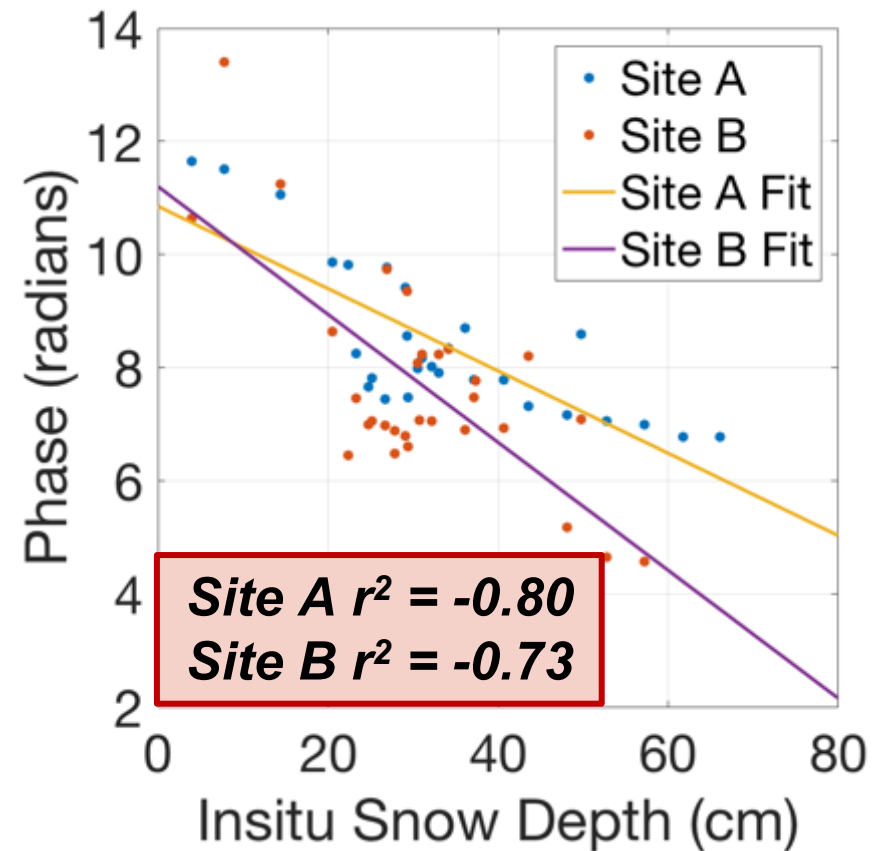 14
12
10
8
6
4
2
0
20
40
60
80
Phase (radians)
Insitu Snow Depth (cm)
Site A
Site B
Site A Fit
Site B Fit
Site A r² = -0.80
Site B r² = -0.73